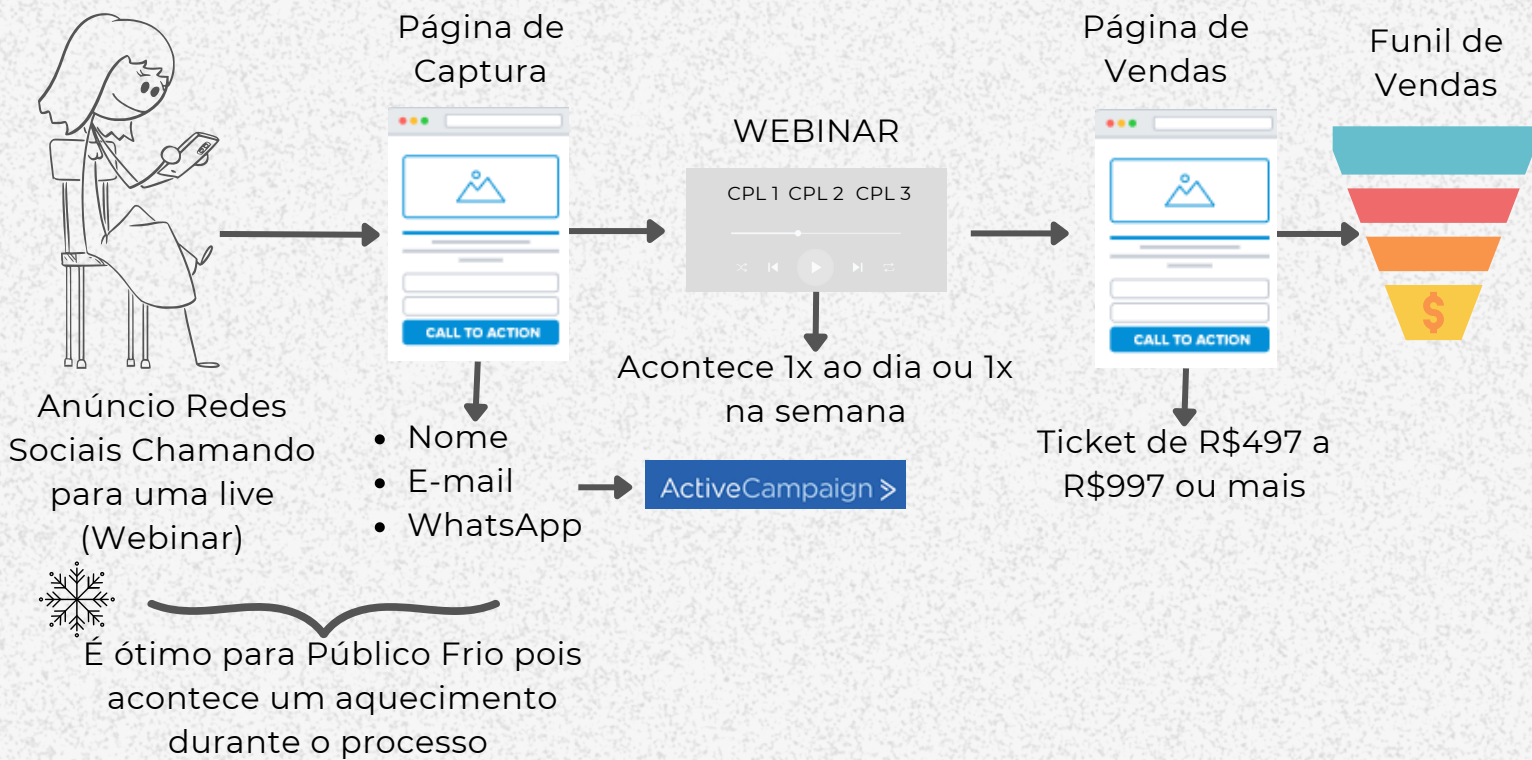 Anúncio Redes
Sociais Chamando
para uma live
(Webinar)
Página de
Captura
CALL TO ACTION
Nome
E-mail
WhatsApp
ActiveCampaign >
WEBINAR
CPL 1 CPL 2 CPL 3
Acontece 1x ao dia ou 1x
na semana
Página de
Vendas
CALL TO ACTION
Ticket de R$497 a
R$997 ou mais
Funil de
Vendas
$
É ótimo para Público Frio pois
acontece um aquecimento
durante o processo